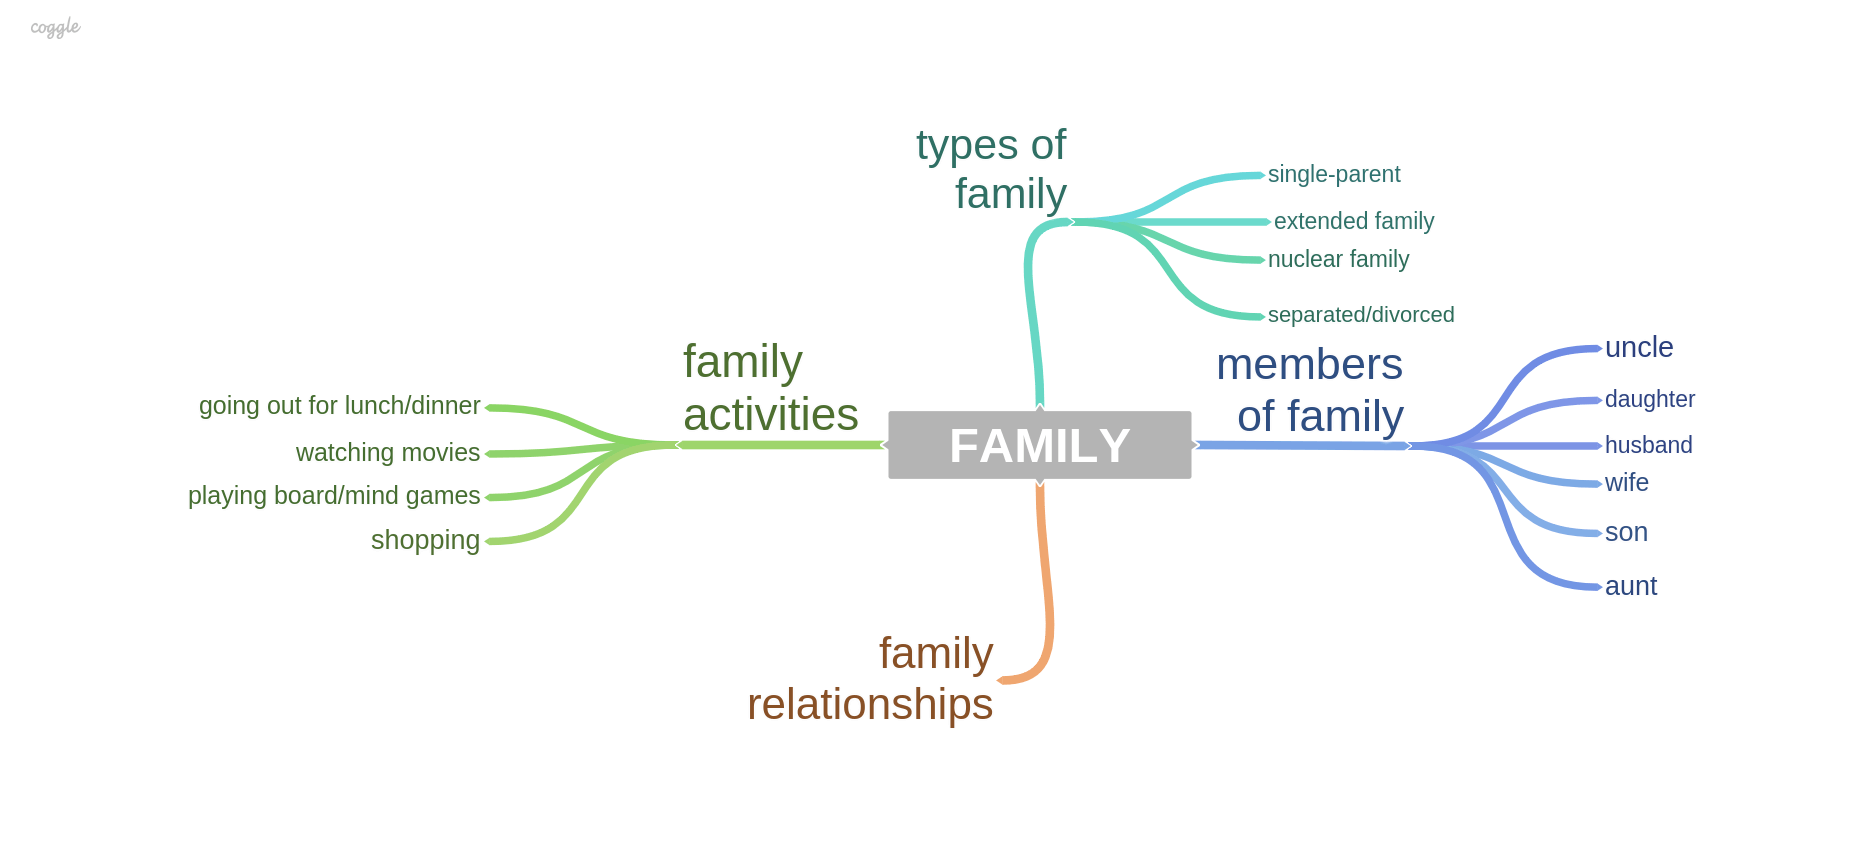 coggle
types of
family
single-parent
extended family
nuclear family
separated/divorced
family
activities
going out for lunch/dinner
watching movies
playing board/mind games
shopping
FAMILY
members
of family
uncle
daughter
husband
wife
son
aunt
family
relationships